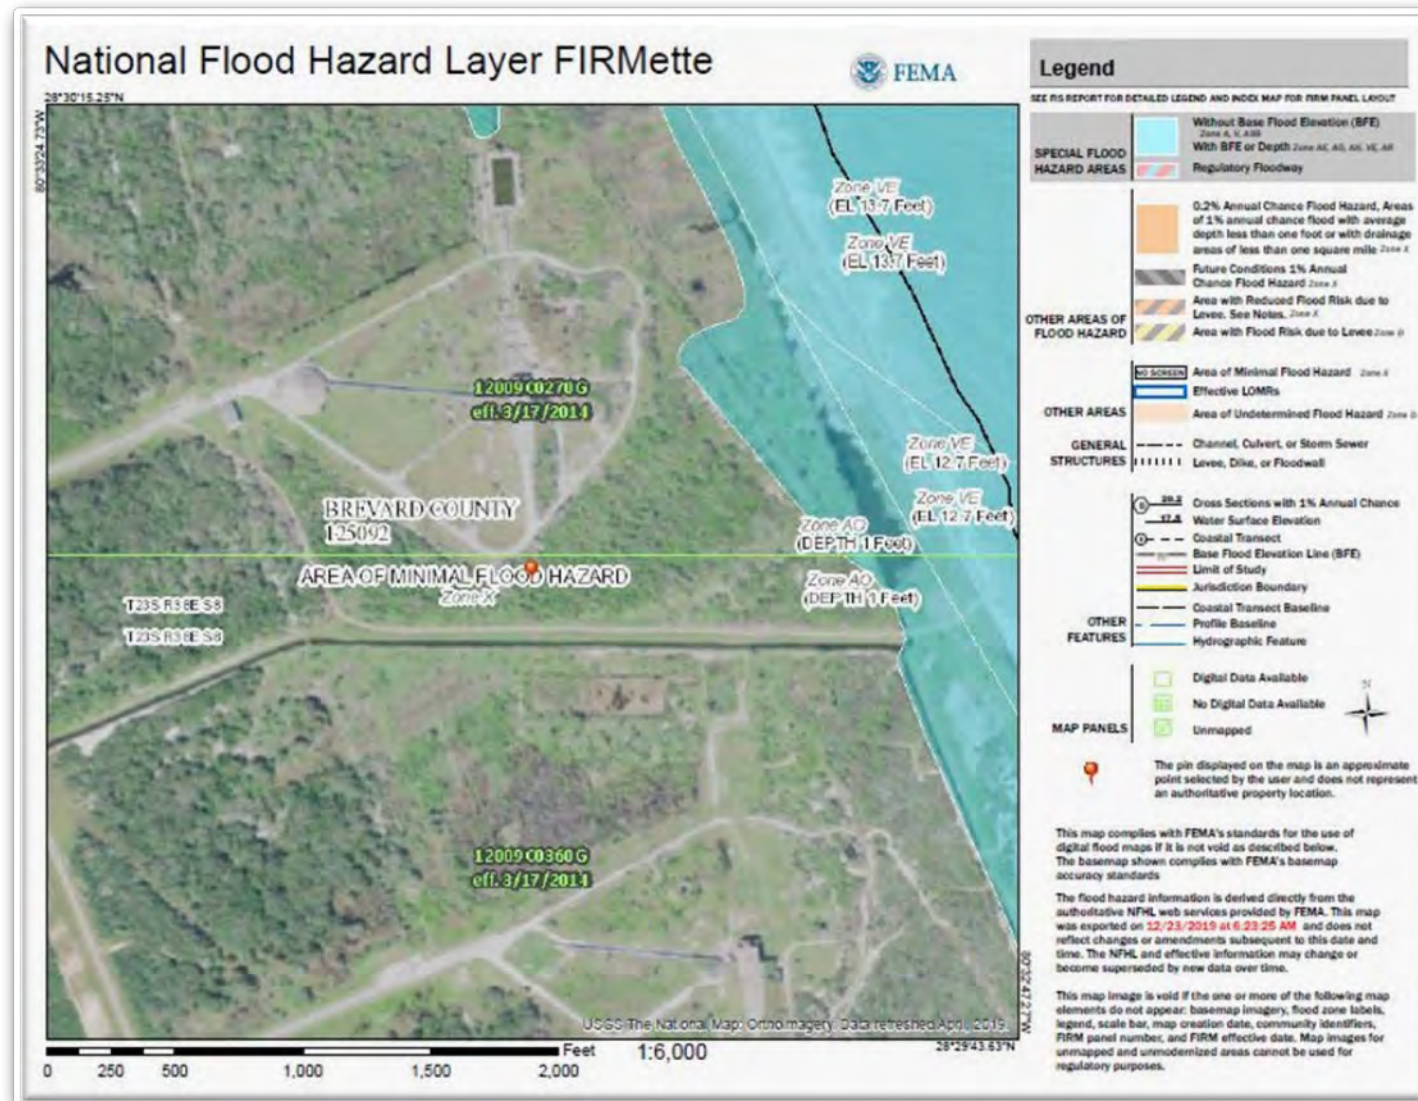 National Flood Hazard Layer FIRMette
FEMA
28°30'15.25"N
80°33'24.73"W
Zone VE
(EL 13.7 Feet)
Zone VE
(EL 13.7 Feet)
12009C0270G
eff. 3/17/2014
Zone VE
(EL 12.7 Feet)
Zone VE
(EL 12.7 Feet)
BREVARD COUNTY
125092
Zone AO
(DEPTH 1 Feet)
AREA OF MINIMAL FLOOD HAZARD
Zone X
Zone AO
(DEPTH 1 Feet)
T23S R38E S8
T23S R38E S8
12009C0360G
eff. 3/17/2014
USGS The National Map: Orthoimagery. Data refreshed April, 2019.
80°32'47.27"W
28°29'43.63"N
Feet
1:6,000
0 250 500 1,000 1,500 2,000
Legend
SEE FIS REPORT FOR DETAILED LEGEND AND INDEX MAP FOR FIRM PANEL LAYOUT
SPECIAL FLOOD
HAZARD AREAS
Without Base Flood Elevation (BFE)
Zone A, V, A99
With BFE or Depth Zone AE, AO, AH, VE, AR
Regulatory Floodway
OTHER AREAS OF
FLOOD HAZARD
0.2% Annual Chance Flood Hazard, Areas
of 1% annual chance flood with average
depth less than one foot or with drainage
areas of less than one square mile Zone X
Future Conditions 1% Annual
Chance Flood Hazard Zone X
Area with Reduced Flood Risk due to
Levee. See Notes. Zone X
Area with Flood Risk due to Levee Zone D
OTHER AREAS
NO SCREEN Area of Minimal Flood Hazard Zone X
Effective LOMRs
Area of Undetermined Flood Hazard Zone D
GENERAL
STRUCTURES
Channel, Culvert, or Storm Sewer
Levee, Dike, or Floodwall
20.2 Cross Sections with 1% Annual Chance
17.5 Water Surface Elevation
Coastal Transect
Base Flood Elevation Line (BFE)
Limit of Study
Jurisdiction Boundary
Coastal Transect Baseline
OTHER
FEATURES
Profile Baseline
Hydrographic Feature
MAP PANELS
Digital Data Available
No Digital Data Available
Unmapped
N
The pin displayed on the map is an approximate
point selected by the user and does not represent
an authoritative property location.
This map complies with FEMA's standards for the use of
digital flood maps if it is not void as described below.
The basemap shown complies with FEMA's basemap
accuracy standards
The flood hazard information is derived directly from the
authoritative NFHL web services provided by FEMA. This map
was exported on 12/23/2019 at 6:23:25 AM and does not
reflect changes or amendments subsequent to this date and
time. The NFHL and effective information may change or
become superseded by new data over time.
This map image is void if the one or more of the following map
elements do not appear: basemap imagery, flood zone labels,
legend, scale bar, map creation date, community identifiers,
FIRM panel number, and FIRM effective date. Map images for
unmapped and unmodernized areas cannot be used for
regulatory purposes.